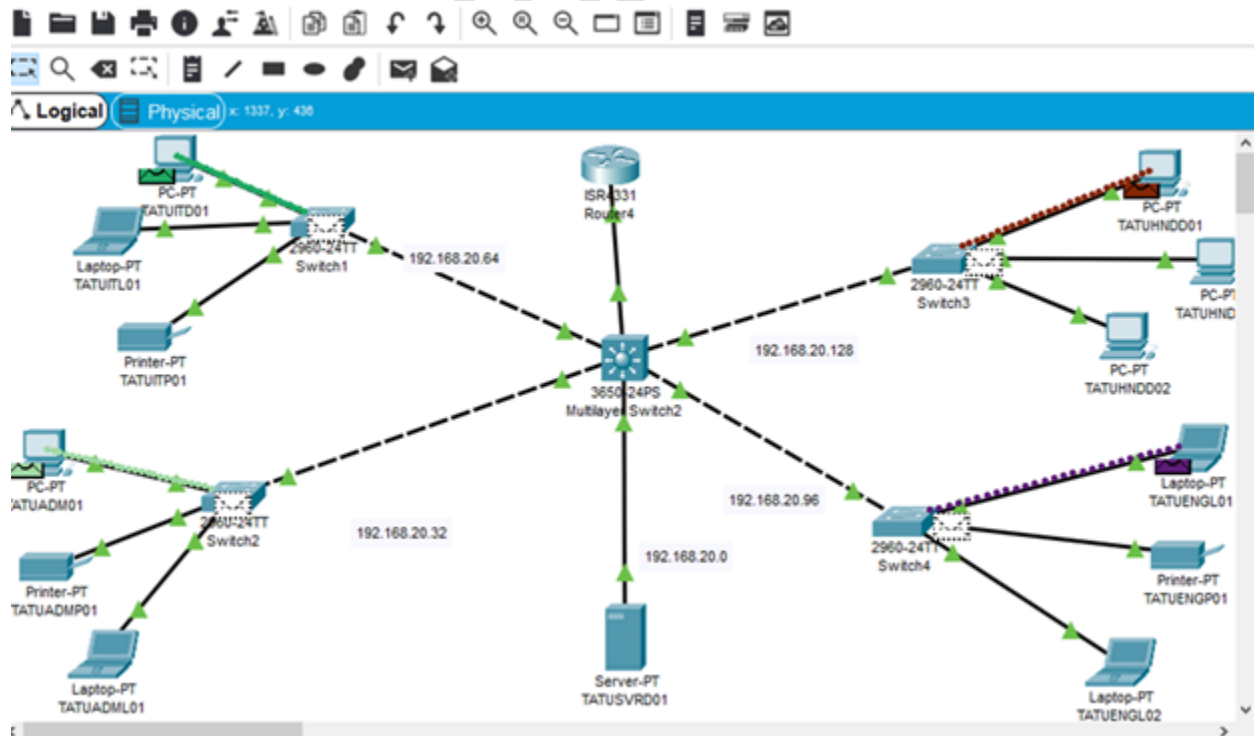 Logical
Physical x: 1337, y: 436
PC-PT
TATUITD01
Laptop-PT
TATUITL01
Printer-PT
TATUITP01
2960-24TT
Switch1
192.168.20.64
ISR4331
Router4
PC-PT
TATUHNDD01
2960-24TT
Switch3
PC-PT
TATUHND
PC-PT
TATUHNDD02
192.168.20.128
3650-24PS
Multilayer Switch2
PC-PT
TATUADM01
2960-24TT
Switch2
Printer-PT
TATUADMP01
Laptop-PT
TATUADML01
192.168.20.32
192.168.20.0
192.168.20.96
Server-PT
TATUSVRD01
2960-24TT
Switch4
Laptop-PT
TATUENGL01
Printer-PT
TATUENGP01
Laptop-PT
TATUENGL02